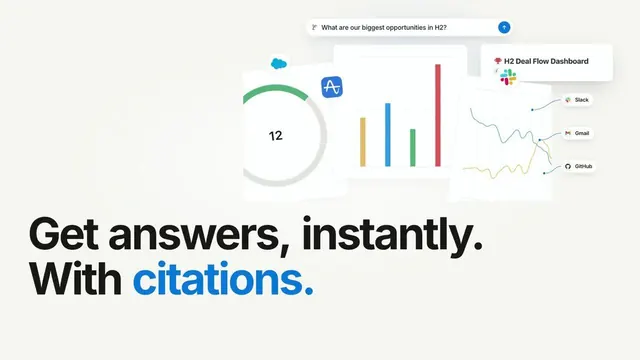 What are our biggest opportunities in H2?
H2 Deal Flow Dashboard
12
Slack
Gmail
GitHub
Get answers, instantly.
With citations.